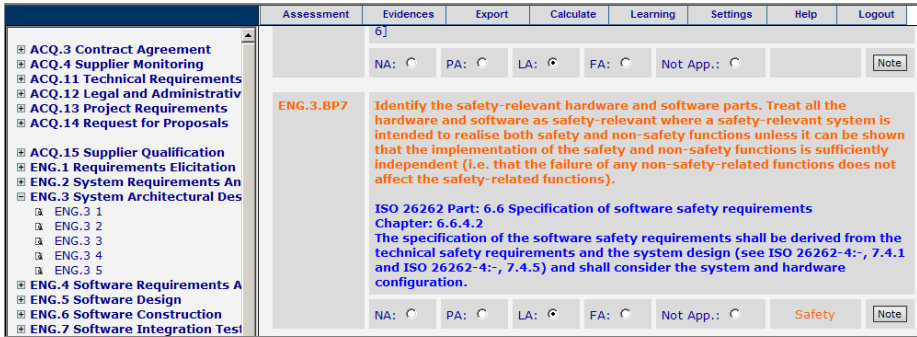 Assessment Evidences Export Calculate Learning Settings Help Logout
ACQ.3 Contract Agreement
ACQ.4 Supplier Monitoring
ACQ.11 Technical Requirements
ACQ.12 Legal and Administrativ
ACQ.13 Project Requirements
ACQ.14 Request for Proposals
ACQ.15 Supplier Qualification
ENG.1 Requirements Elicitation
ENG.2 System Requirements An
ENG.3 System Architectural Des
ENG.3 1
ENG.3 2
ENG.3 3
ENG.3 4
ENG.3 5
ENG.4 Software Requirements A
ENG.5 Software Design
ENG.6 Software Construction
ENG.7 Software Integration Test
6]
NA: PA: LA: FA: Not App.: Note
ENG.3.BP7
Identify the safety-relevant hardware and software parts. Treat all the
hardware and software as safety-relevant where a safety-relevant system is
intended to realise both safety and non-safety functions unless it can be shown
that the implementation of the safety and non-safety functions is sufficiently
independent (i.e. that the failure of any non-safety-related functions does not
affect the safety-related functions).
ISO 26262 Part: 6.6 Specification of software safety requirements
Chapter: 6.6.4.2
The specification of the software safety requirements shall be derived from the
technical safety requirements and the system design (see ISO 26262-4:-, 7.4.1
and ISO 26262-4:-, 7.4.5) and shall consider the system and hardware
configuration.
NA: PA: LA: FA: Not App.: Safety Note